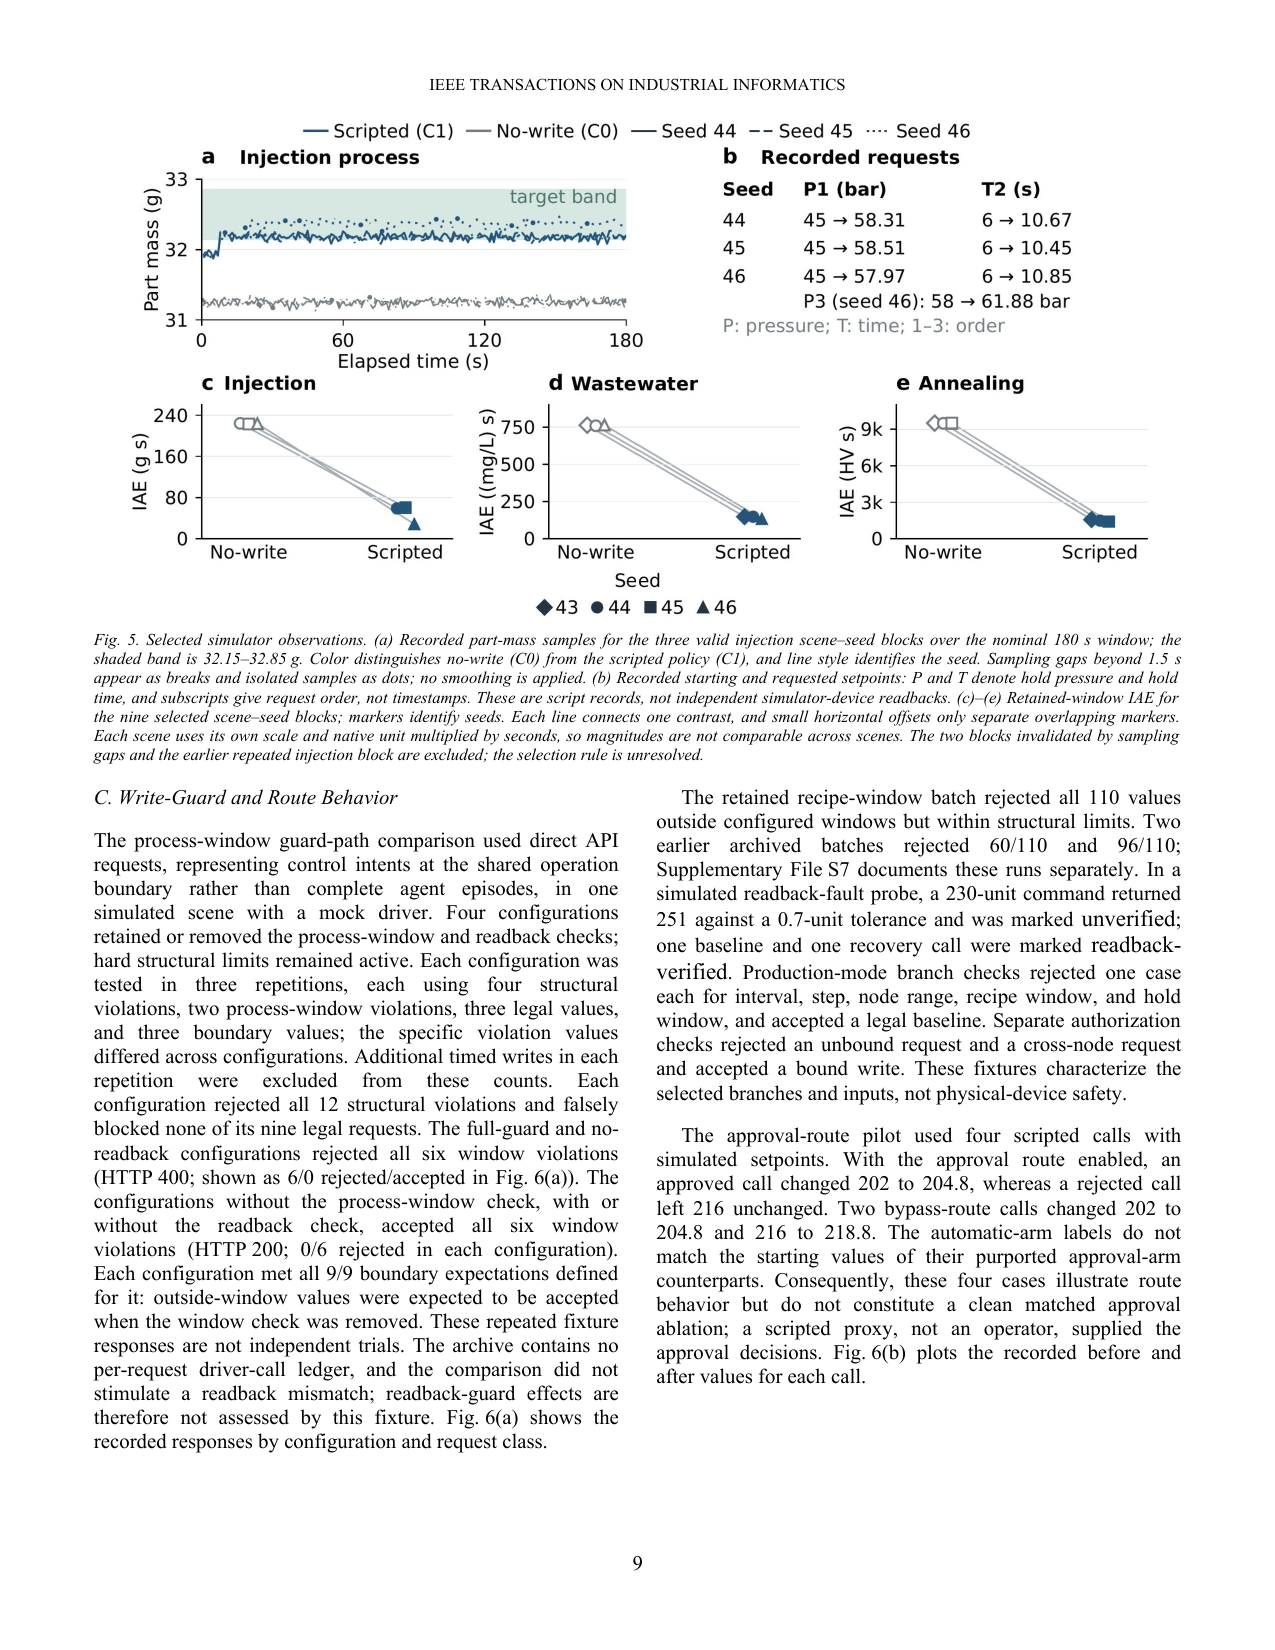 IEEE TRANSACTIONS ON INDUSTRIAL INFORMATICS
Scripted (C1) No-write (C0) Seed 44 Seed 45 Seed 46
a Injection process
33
32
31
Part mass (g)
target band
0 60 120 180
Elapsed time (s)
b Recorded requests
Seed P1 (bar) T2 (s)
44 45 → 58.31 6 → 10.67
45 45 → 58.51 6 → 10.45
46 45 → 57.97 6 → 10.85
P3 (seed 46): 58 → 61.88 bar
P: pressure; T: time; 1–3: order
c Injection
240
160
80
0
IAE (g s)
No-write Scripted
d Wastewater
750
500
250
0
IAE ((mg/L) s)
No-write Scripted
e Annealing
9k
6k
3k
0
IAE (HV s)
No-write Scripted
Seed
43 44 45 46
Fig. 5. Selected simulator observations. (a) Recorded part-mass samples for the three valid injection scene–seed blocks over the nominal 180 s window; the
shaded band is 32.15–32.85 g. Color distinguishes no-write (C0) from the scripted policy (C1), and line style identifies the seed. Sampling gaps beyond 1.5 s
appear as breaks and isolated samples as dots; no smoothing is applied. (b) Recorded starting and requested setpoints: P and T denote hold pressure and hold
time, and subscripts give request order, not timestamps. These are script records, not independent simulator-device readbacks. (c)–(e) Retained-window IAE for
the nine selected scene–seed blocks; markers identify seeds. Each line connects one contrast, and small horizontal offsets only separate overlapping markers.
Each scene uses its own scale and native unit multiplied by seconds, so magnitudes are not comparable across scenes. The two blocks invalidated by sampling
gaps and the earlier repeated injection block are excluded; the selection rule is unresolved.
C. Write-Guard and Route Behavior
The process-window guard-path comparison used direct API
requests, representing control intents at the shared operation
boundary rather than complete agent episodes, in one
simulated scene with a mock driver. Four configurations
retained or removed the process-window and readback checks;
hard structural limits remained active. Each configuration was
tested in three repetitions, each using four structural
violations, two process-window violations, three legal values,
and three boundary values; the specific violation values
differed across configurations. Additional timed writes in each
repetition were excluded from these counts. Each
configuration rejected all 12 structural violations and falsely
blocked none of its nine legal requests. The full-guard and no-
readback configurations rejected all six window violations
(HTTP 400; shown as 6/0 rejected/accepted in Fig. 6(a)). The
configurations without the process-window check, with or
without the readback check, accepted all six window
violations (HTTP 200; 0/6 rejected in each configuration).
Each configuration met all 9/9 boundary expectations defined
for it: outside-window values were expected to be accepted
when the window check was removed. These repeated fixture
responses are not independent trials. The archive contains no
per-request driver-call ledger, and the comparison did not
stimulate a readback mismatch; readback-guard effects are
therefore not assessed by this fixture. Fig. 6(a) shows the
recorded responses by configuration and request class.
The retained recipe-window batch rejected all 110 values
outside configured windows but within structural limits. Two
earlier archived batches rejected 60/110 and 96/110;
Supplementary File S7 documents these runs separately. In a
simulated readback-fault probe, a 230-unit command returned
251 against a 0.7-unit tolerance and was marked unverified;
one baseline and one recovery call were marked readback-
verified. Production-mode branch checks rejected one case
each for interval, step, node range, recipe window, and hold
window, and accepted a legal baseline. Separate authorization
checks rejected an unbound request and a cross-node request
and accepted a bound write. These fixtures characterize the
selected branches and inputs, not physical-device safety.
The approval-route pilot used four scripted calls with
simulated setpoints. With the approval route enabled, an
approved call changed 202 to 204.8, whereas a rejected call
left 216 unchanged. Two bypass-route calls changed 202 to
204.8 and 216 to 218.8. The automatic-arm labels do not
match the starting values of their purported approval-arm
counterparts. Consequently, these four cases illustrate route
behavior but do not constitute a clean matched approval
ablation; a scripted proxy, not an operator, supplied the
approval decisions. Fig. 6(b) plots the recorded before and
after values for each call.
9